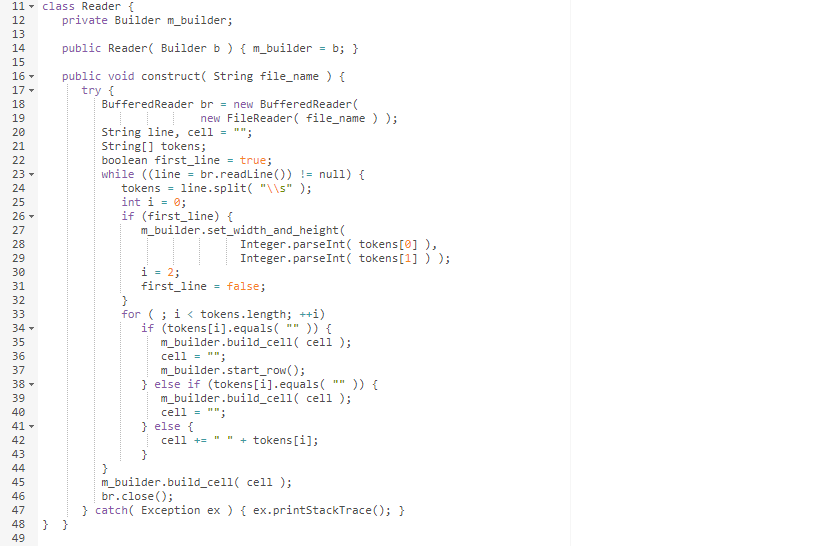 11 class Reader {
12    private Builder m_builder;
13
14    public Reader( Builder b ) { m_builder = b; }
15
16    public void construct( String file_name ) {
17       try {
18          BufferedReader br = new BufferedReader(
19                         new FileReader( file_name ) );
20          String line, cell = "";
21          String[] tokens;
22          boolean first_line = true;
23          while ((line = br.readLine()) != null) {
24             tokens = line.split( "\\s" );
25             int i = 0;
26             if (first_line) {
27                m_builder.set_width_and_height(
28                               Integer.parseInt( tokens[0] ),
29                               Integer.parseInt( tokens[1] ) );
30                i = 2;
31                first_line = false;
32             }
33             for ( ; i < tokens.length; ++i)
34                if (tokens[i].equals( "" )) {
35                   m_builder.build_cell( cell );
36                   cell = "";
37                   m_builder.start_row();
38                } else if (tokens[i].equals( "" )) {
39                   m_builder.build_cell( cell );
40                   cell = "";
41                } else {
42                   cell += " " + tokens[i];
43                }
44          }
45          m_builder.build_cell( cell );
46          br.close();
47       } catch( Exception ex ) { ex.printStackTrace(); }
48 }  }
49